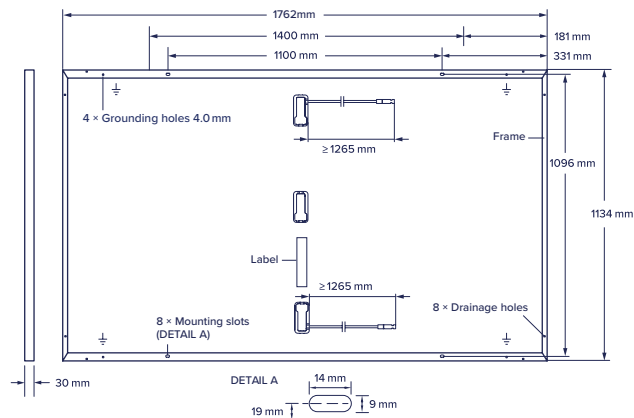 1762mm
1400 mm
181 mm
1100 mm
331 mm
4 × Grounding holes 4.0 mm
≥ 1265 mm
Frame
1096 mm
1134 mm
Label
≥ 1265 mm
8 × Mounting slots
(DETAIL A)
8 × Drainage holes
30 mm
DETAIL A
14 mm
19 mm
9 mm